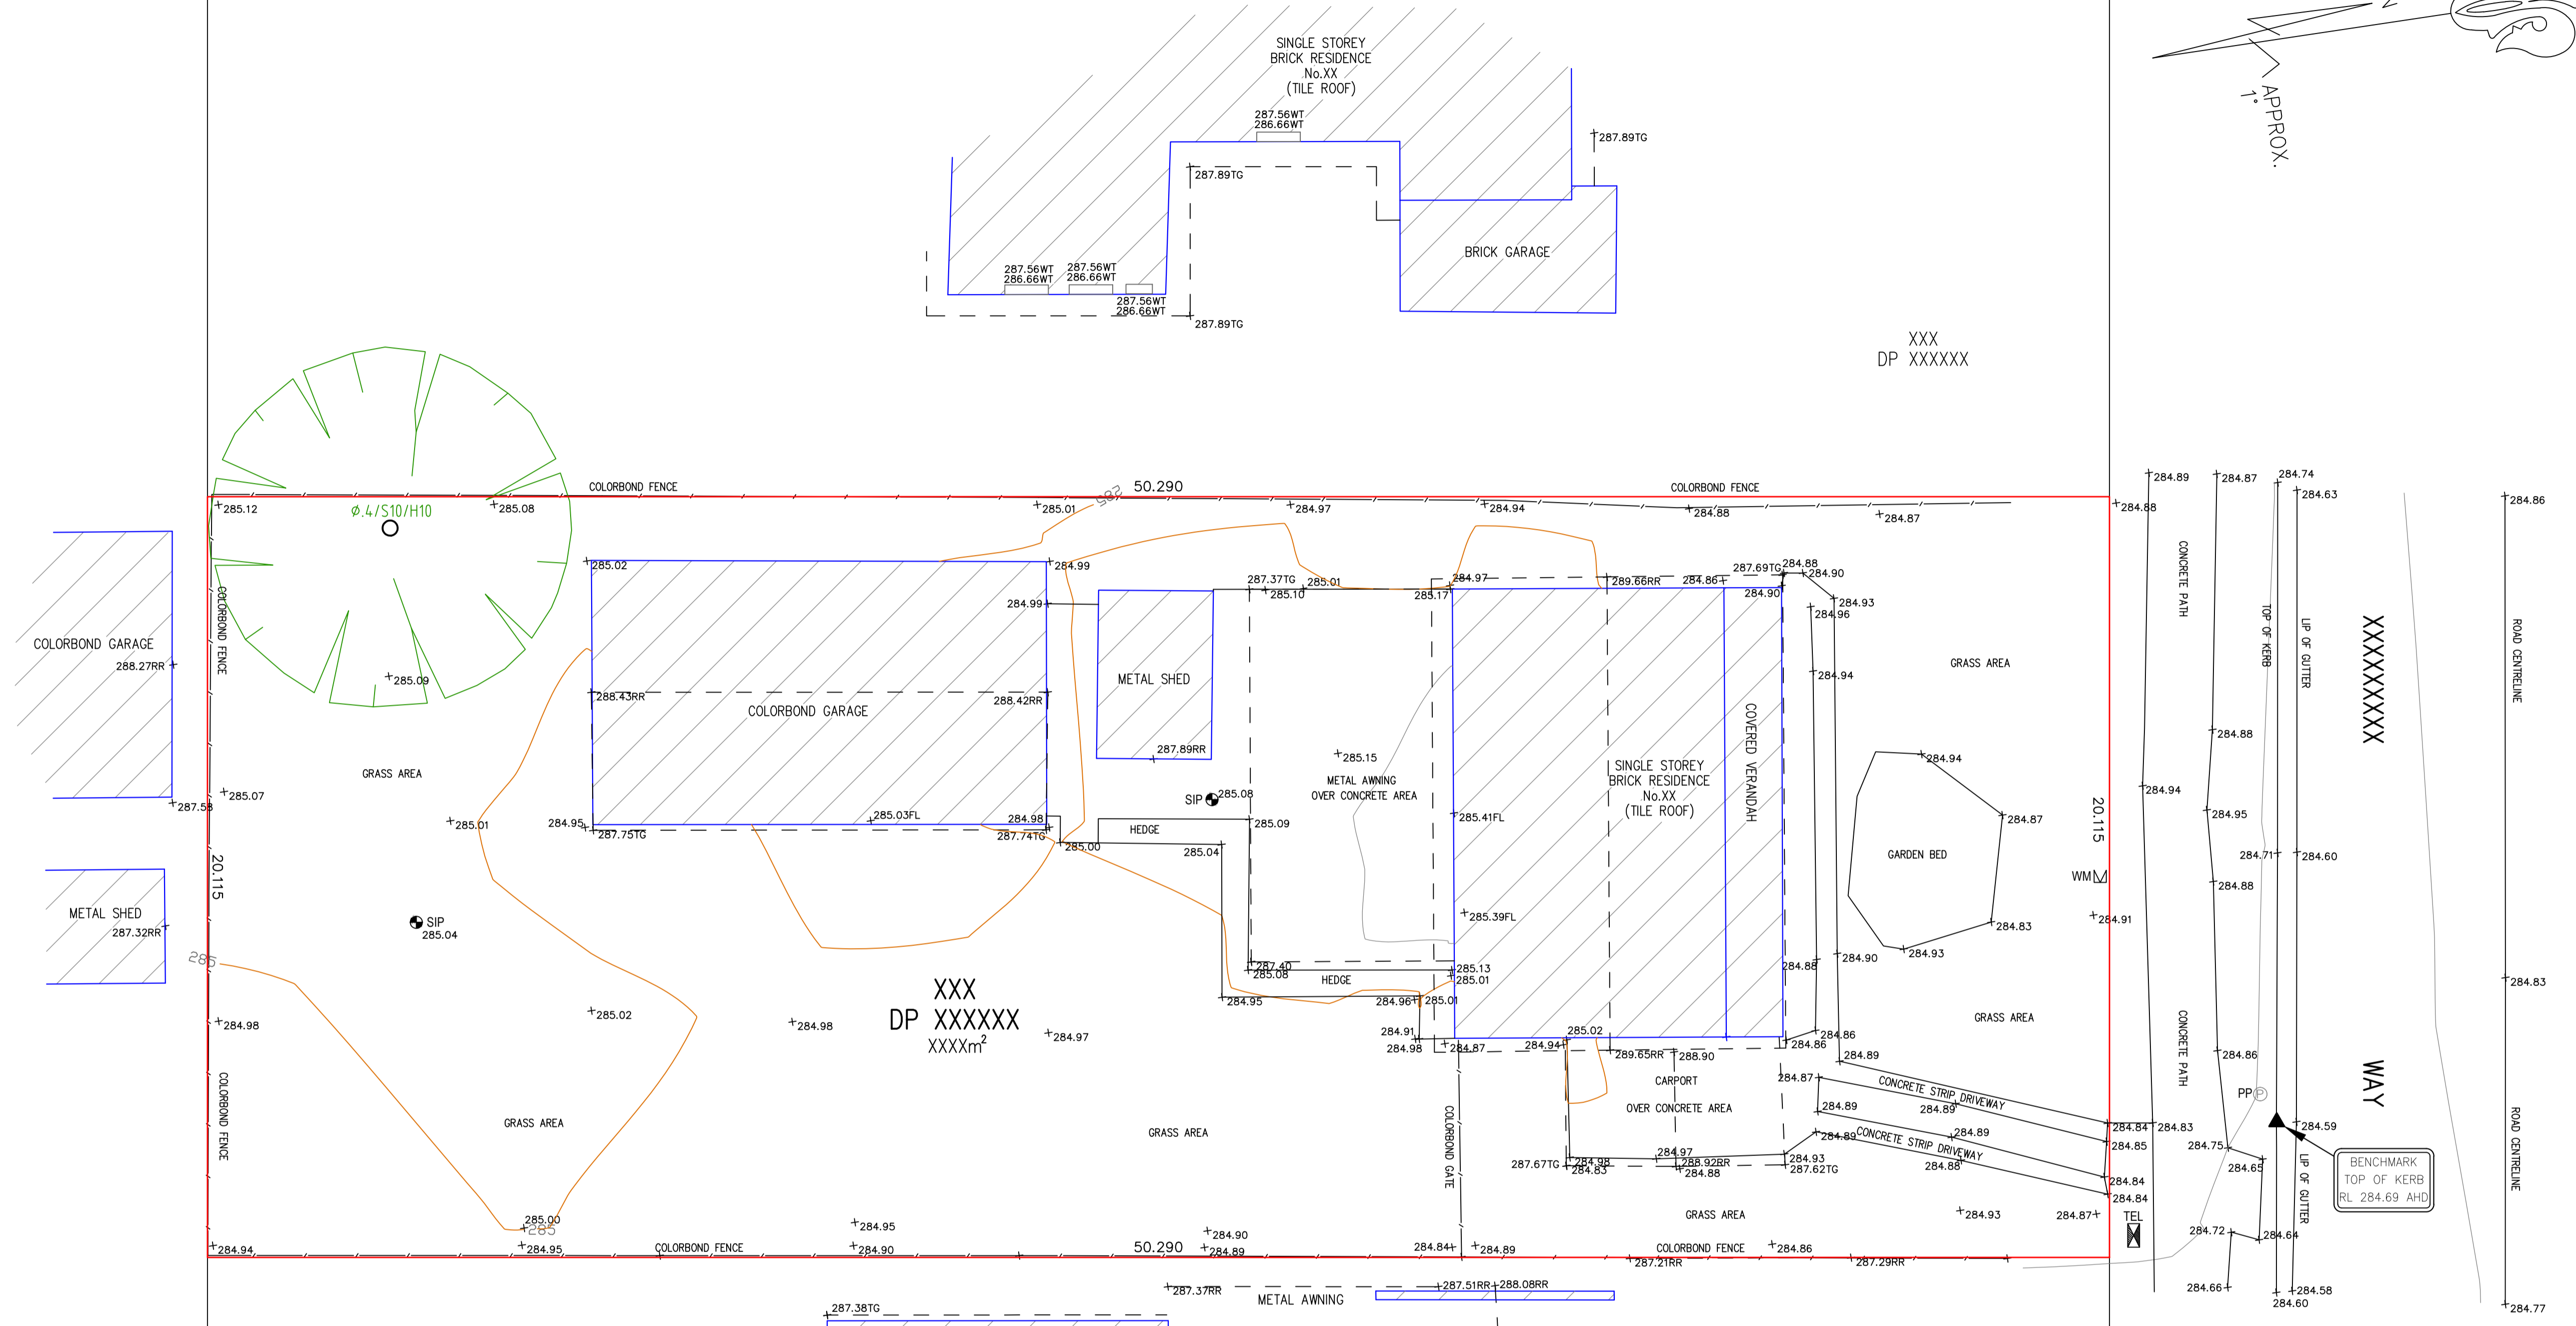 SINGLE STOREY
BRICK RESIDENCE
No.XX
(TILE ROOF)
287.56WT
286.66WT
287.89TG
287.89TG
BRICK GARAGE
287.56WT
286.66WT
287.56WT
286.66WT
287.56WT
286.66WT
287.89TG
APPROX.
1°
XXX
DP XXXXXX
COLORBOND FENCE
50.290
COLORBOND FENCE
285
285.12
Ø.4/S10/H10
285.08
285.01
284.97
284.94
284.88
284.87
284.88
284.89
284.87
284.74
284.63
284.86
285.02
284.99
284.99
287.37TG
285.01
285.10
285.17
284.97
289.66RR
284.86
287.69TG
284.88
284.90
284.90
284.93
284.96
284.94
COLORBOND GARAGE
288.27RR
287.58
COLORBOND FENCE
285.09
GRASS AREA
285.07
285.01
288.43RR
288.42RR
COLORBOND GARAGE
285.03FL
284.95
287.75TG
284.98
287.74TG
METAL SHED
287.89RR
SIP
285.08
285.15
METAL AWNING
OVER CONCRETE AREA
285.41FL
285.39FL
SINGLE STOREY
BRICK RESIDENCE
No.XX
(TILE ROOF)
COVERED VERANDAH
GRASS AREA
284.94
284.87
GARDEN BED
284.83
284.93
20.115
WM
284.91
CONCRETE PATH
TOP OF KERB
LIP OF GUTTER
XXXXXXXX
ROAD CENTRELINE
284.88
284.94
284.95
284.71
284.60
284.88
HEDGE
285.09
285.00
285.04
20.115
METAL SHED
287.32RR
SIP
285.04
285
284.98
285.02
284.98
284.97
XXX
DP XXXXXX
XXXXm²
287.40
285.08
HEDGE
285.13
285.01
284.95
284.96
285.01
284.91
284.98
284.87
284.94
285.02
289.65RR
288.90
284.88
284.90
284.86
284.86
284.89
GRASS AREA
284.83
CONCRETE PATH
284.86
WAY
ROAD CENTRELINE
COLORBOND FENCE
GRASS AREA
GRASS AREA
COLORBOND GATE
CARPORT
OVER CONCRETE AREA
284.87
CONCRETE STRIP DRIVEWAY
284.89
284.89
284.89
284.89
CONCRETE STRIP DRIVEWAY
284.88
284.97
284.98
287.67TG
284.83
288.92RR
284.88
284.93
287.62TG
284.84
284.83
284.85
284.84
284.84
PP
P
284.59
284.75
284.65
BENCHMARK
TOP OF KERB
RL 284.69 AHD
LIP OF GUTTER
GRASS AREA
284.93
284.87
TEL
284.72
284.64
284.66
284.60
284.58
284.77
285.00
285
284.94
284.95
COLORBOND FENCE
284.95
284.90
284.90
284.89
50.290
284.84
284.89
COLORBOND FENCE
284.86
287.21RR
287.29RR
287.37RR
287.51RR
288.08RR
METAL AWNING
287.38TG